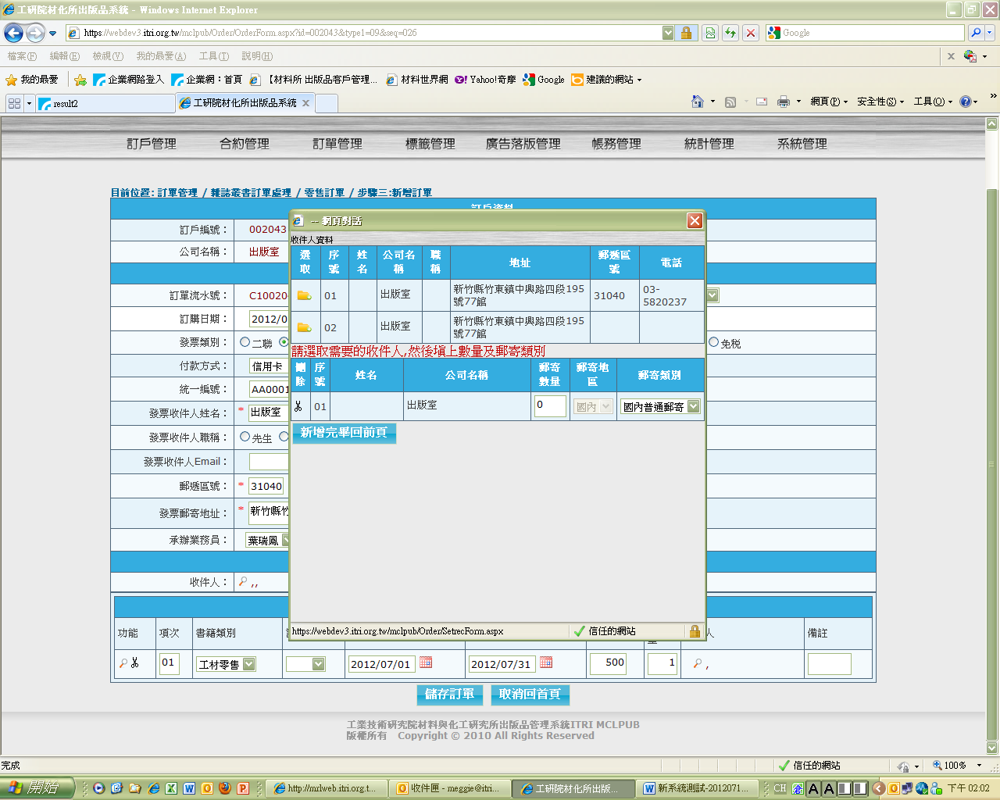 工研院材化所出版品系統 - Windows Internet Explorer
https://webdev3.itri.org.tw/mclpub/Order/OrderForm.aspx?id=002043&type1=09&seq=026
Google
檔案(F) 編輯(E) 檢視(V) 我的最愛(A) 工具(T) 說明(H)
我的最愛 企業網路登入 企業網：首頁 【材料所 出版品客戶管理... 材料世界網 Yahoo!奇摩 Google 建議的網站
result2 工研院材化所出版品系統 網頁(P) 安全性(S) 工具(O)
訂戶管理 合約管理 訂單管理 標籤管理 廣告落版管理 帳務管理 統計管理 系統管理
目前位置: 訂單管理 / 雜誌叢書訂單處理 / 零售訂單 / 步驟三:新增訂單
訂戶資料
訂戶編號： 002043
公司名稱： 出版室
訂單流水號： C10020
訂購日期： 2012/0
發票類別： 二聯 免稅
付款方式： 信用卡
統一編號： AA0001
發票收件人姓名： * 出版室
發票收件人職稱： 先生
發票收件人Email：
郵遞區號： * 31040
發票郵寄地址： * 新竹縣竹
承辦業務員： 葉瑞鳳
收件人： ,,
-- 網頁對話
收件人資料
選取 序號 姓名 公司名稱 職稱 地址 郵遞區號 電話
01 出版室 新竹縣竹東鎮中興路四段195號77館 31040 03-5820237
02 出版室 新竹縣竹東鎮中興路四段195號77館
請選取需要的收件人,然後填上數量及郵寄類別
刪除 序號 姓名 公司名稱 郵寄數量 郵寄地區 郵寄類別
01 出版室 0 國內 國內普通郵寄
新增完畢回前頁
https://webdev3.itri.org.tw/mclpub/Order/SetrecForm.aspx 信任的網站
功能 項次 書籍類別 人 備註
01 工材零售 2012/07/01 2012/07/31 500 1 ,
儲存訂單 取消回首頁
工業技術研究院材料與化工研究所出版品管理系統ITRI MCLPUB
版權所有 Copyright © 2010 All Rights Reserved
完成 信任的網站 100%
開始 http://mrlweb.itri.org.t... 收件匣 - meggie@itri... 工研院材化所出版... 新系統測試-2012071... CH 下午 02:02